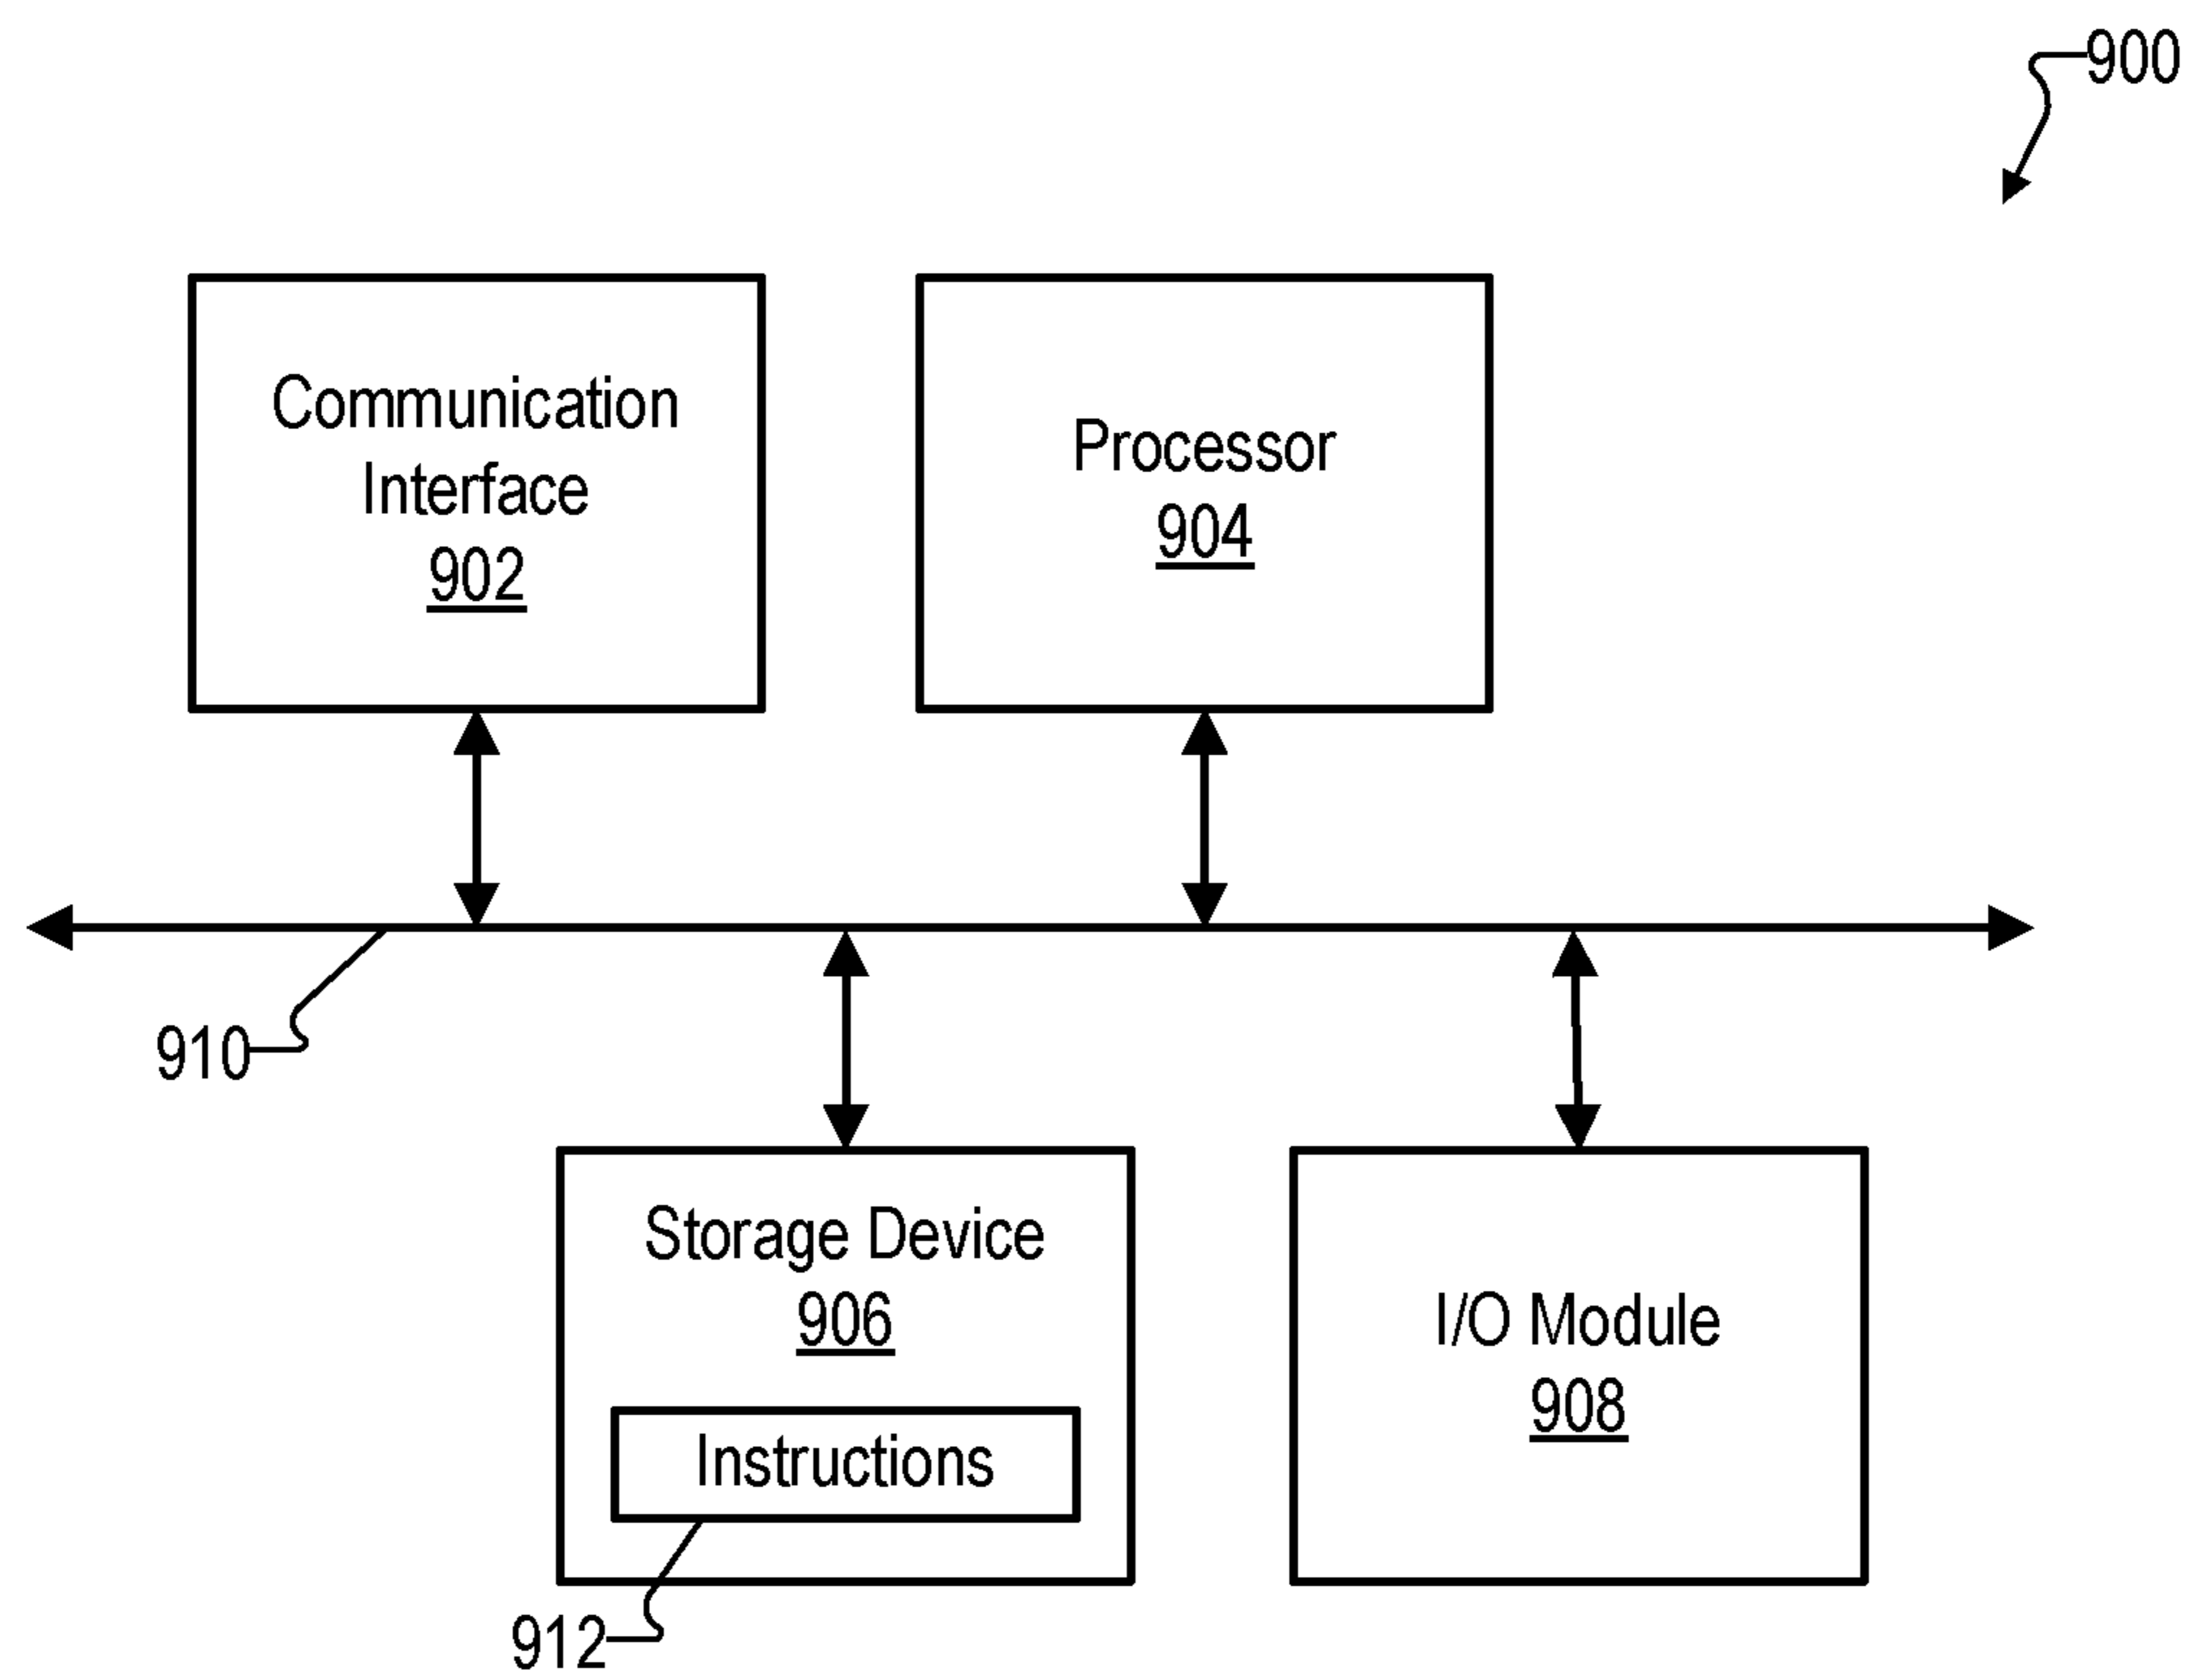 900
Communication
Interface
902
Processor
904
910
Storage Device
906
Instructions
912
I/O Module
908